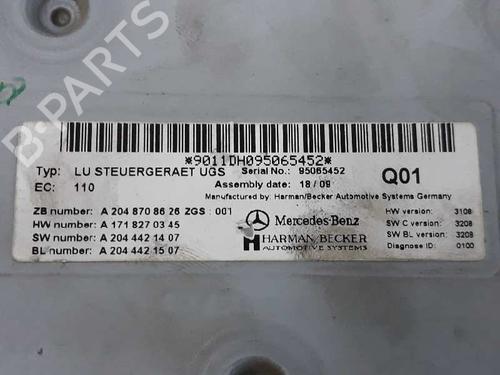 *9011DH095065452*
Typ: LU STEUERGERAET UGS Serial No.: 95065452 Q01
EC: 110 Assembly date: 18 / 09
Manufactured by: Harman/Becker Automotive Systems Germany
ZB number: A 204 870 86 26 ZGS : 001
HW number: A 171 827 03 45
SW number: A 204 442 14 07
BL number: A 204 442 15 07
Mercedes-Benz
HARMAN/BECKER
AUTOMOTIVE SYSTEMS
HW version: 3108
SW C version: 3208
SW BL version: 3208
Diagnose ID: 0100
B-PARTS